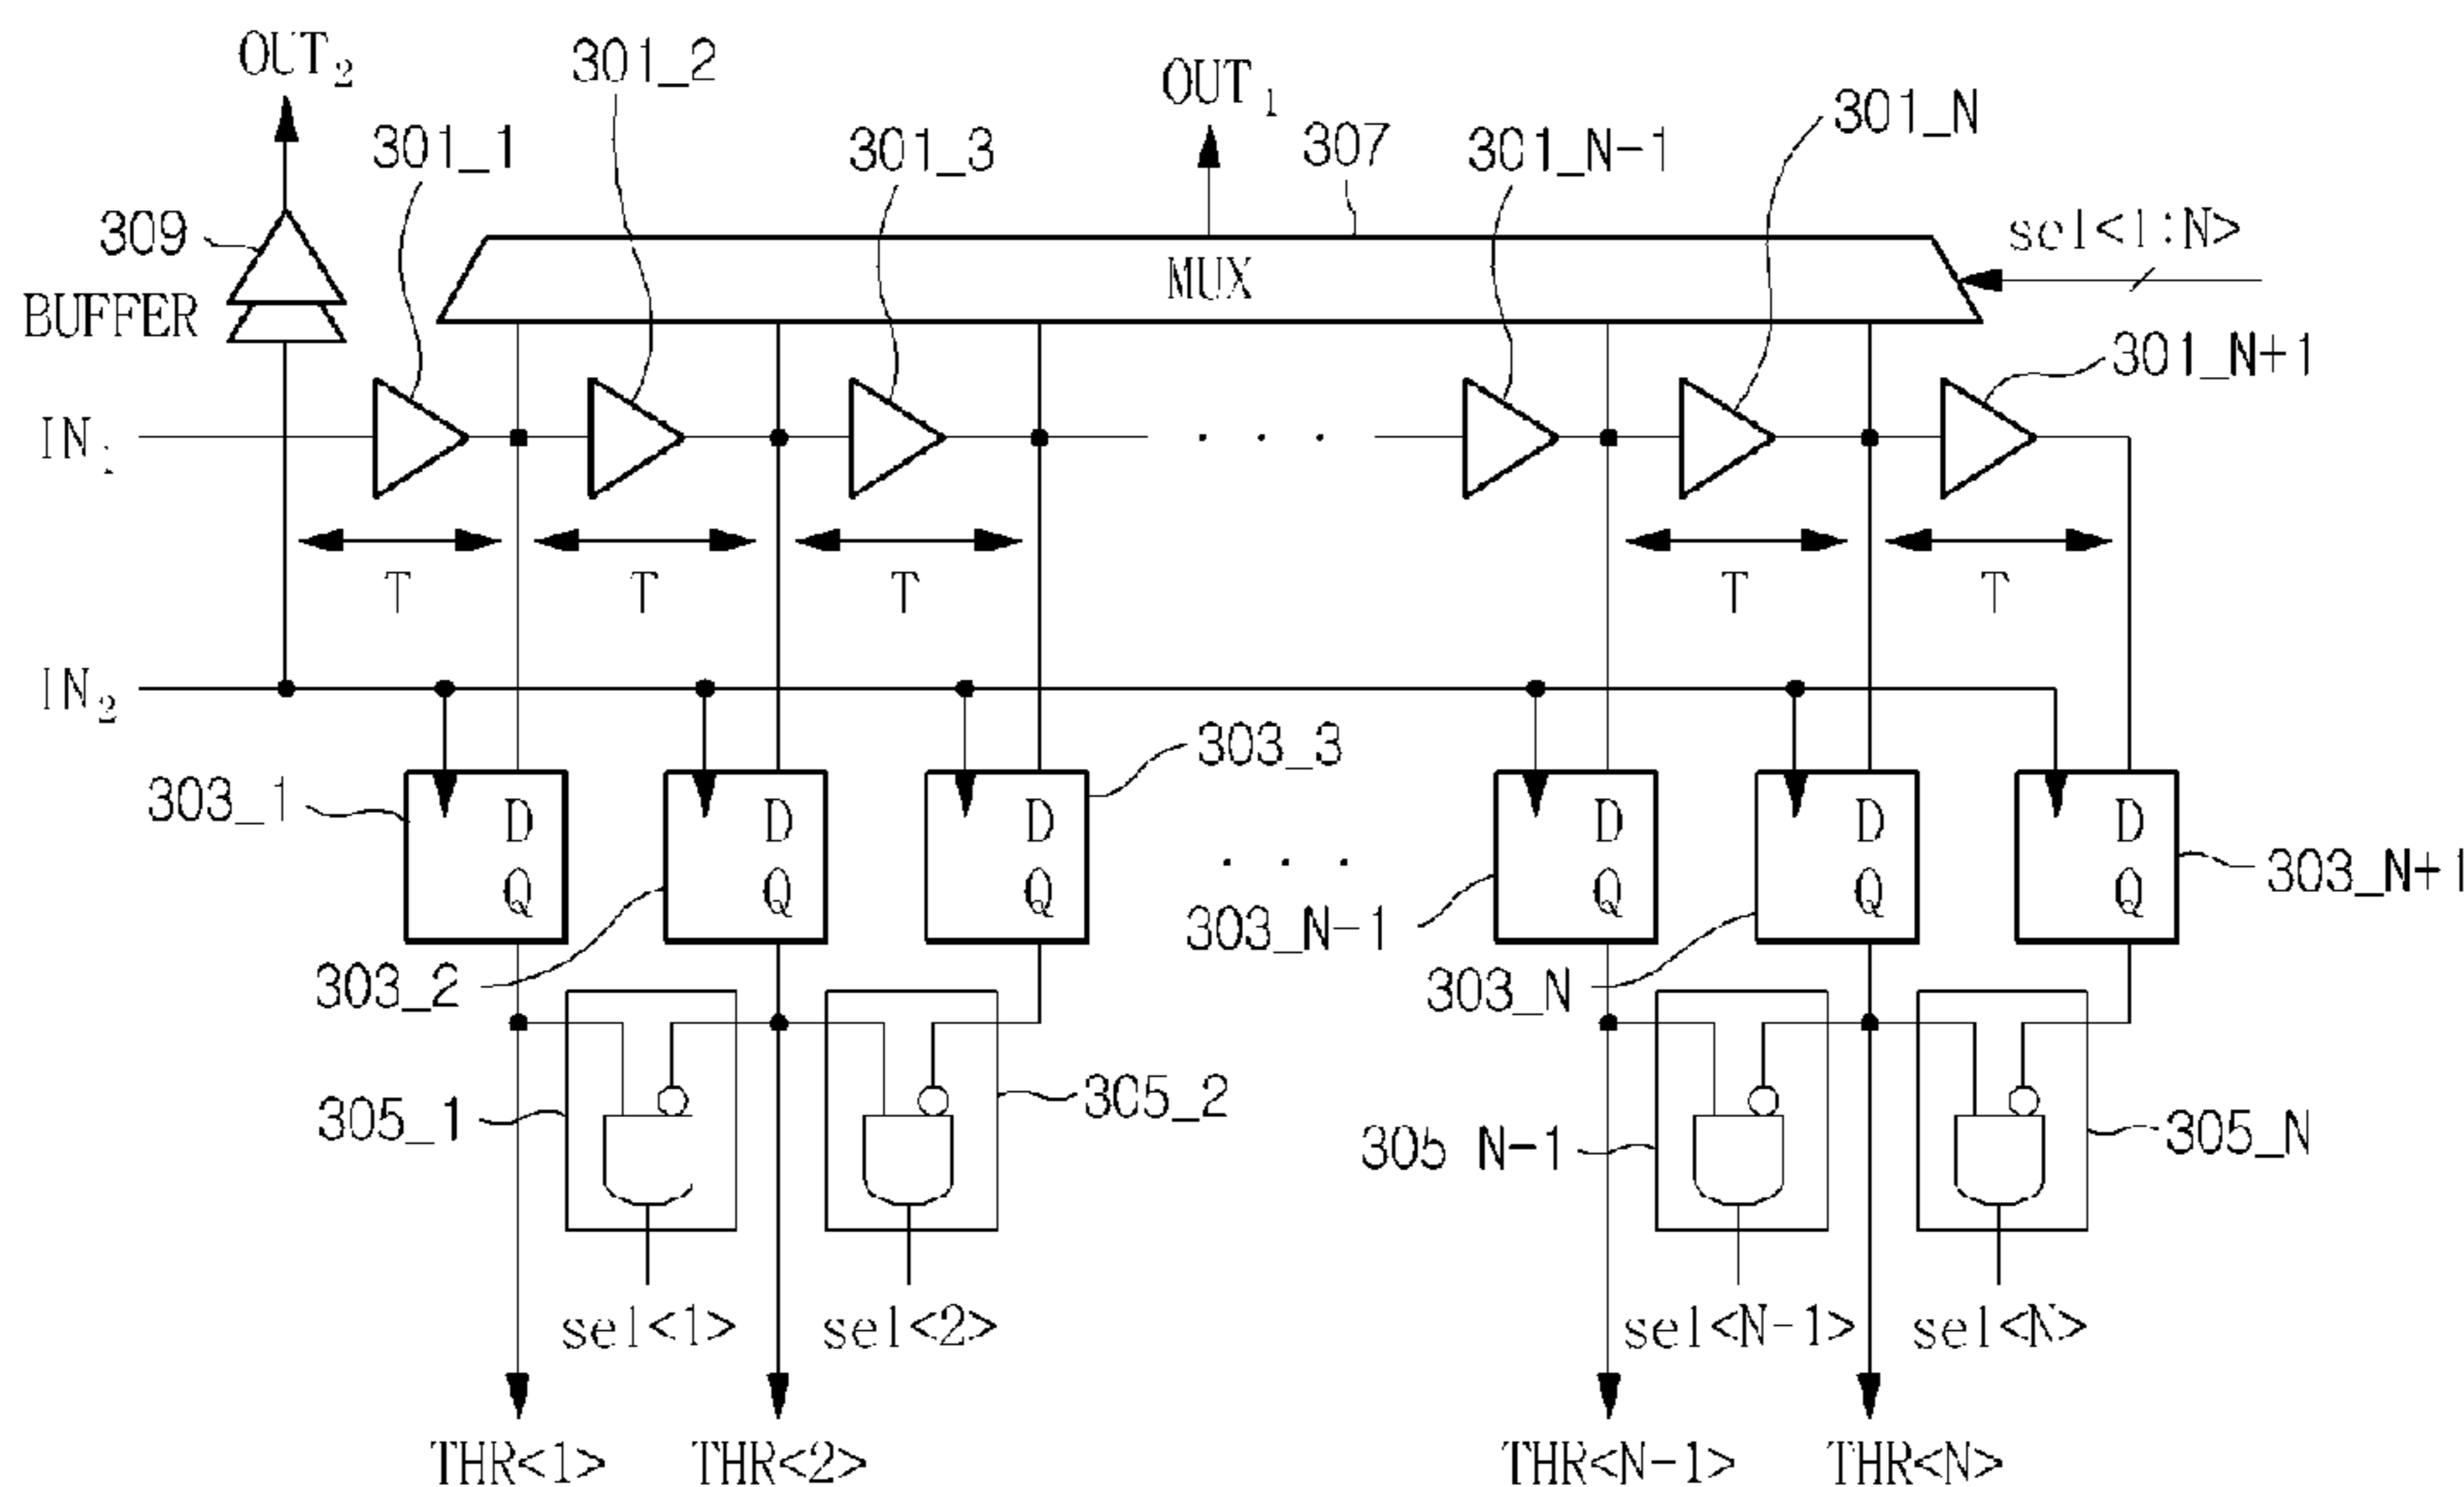 OUT2
301_2
OUT1
301_N
301_1
301_3
307
301_N-1
309
sel<1:N>
BUFFER
MUX
301_N+1
IN1
T
T
T
T
T
IN2
303_3
303_1
D
Q
D
Q
D
Q
. . .
D
Q
D
Q
D
Q
303_N+1
303_N-1
303_2
303_N
305_1
305_2
305 N-1
305_N
sel<1>
sel<2>
sel<N-1>
sel<N>
THR<1>
THR<2>
THR<N-1>
THR<N>